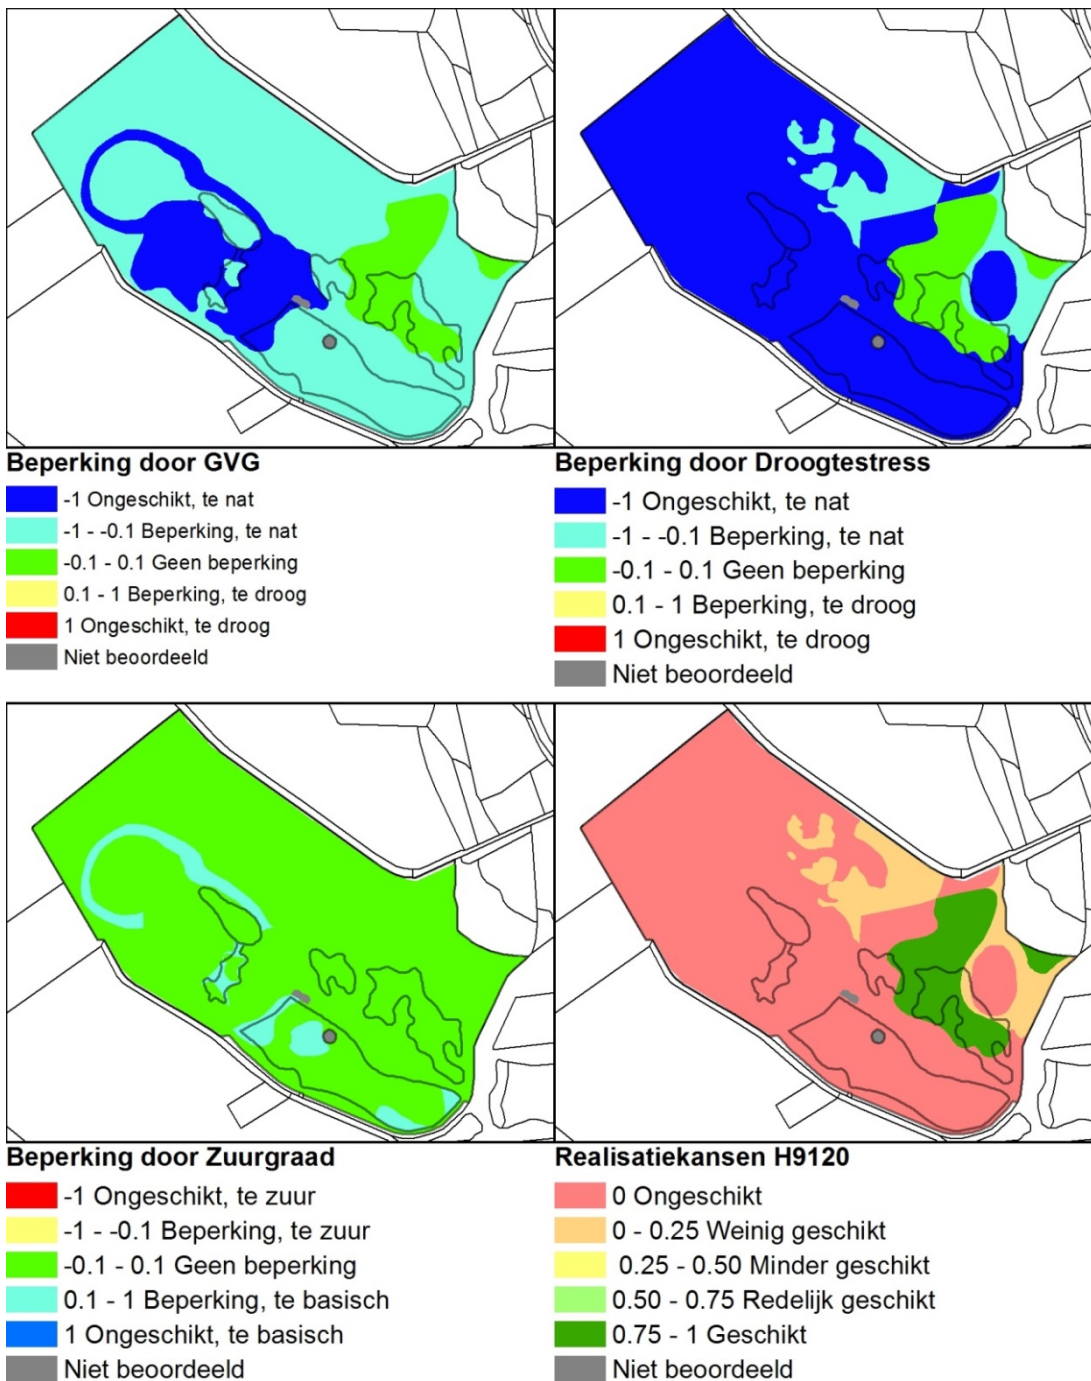 Beperking door GVG
-1 Ongeschikt, te nat
-1 - -0.1 Beperking, te nat
-0.1 - 0.1 Geen beperking
0.1 - 1 Beperking, te droog
1 Ongeschikt, te droog
Niet beoordeeld
Beperking door Droogtestress
-1 Ongeschikt, te nat
-1 - -0.1 Beperking, te nat
-0.1 - 0.1 Geen beperking
0.1 - 1 Beperking, te droog
1 Ongeschikt, te droog
Niet beoordeeld
Beperking door Zuurgraad
-1 Ongeschikt, te zuur
-1 - -0.1 Beperking, te zuur
-0.1 - 0.1 Geen beperking
0.1 - 1 Beperking, te basisch
1 Ongeschikt, te basisch
Niet beoordeeld
Realisatiekansen H9120
0 Ongeschikt
0 - 0.25 Weinig geschikt
0.25 - 0.50 Minder geschikt
0.50 - 0.75 Redelijk geschikt
0.75 - 1 Geschikt
Niet beoordeeld